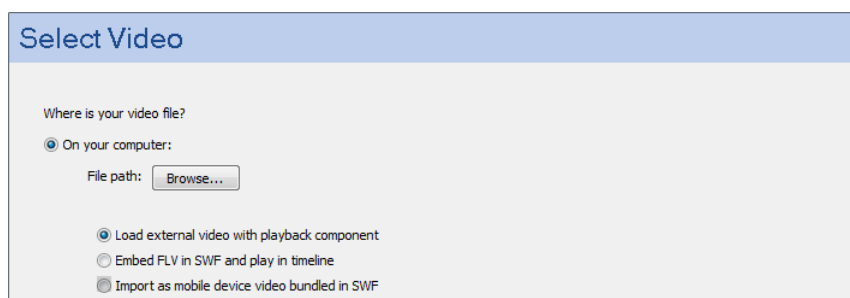 Select Video
Where is your video file?
On your computer:
File path: Browse...
Load external video with playback component
Embed FLV in SWF and play in timeline
Import as mobile device video bundled in SWF